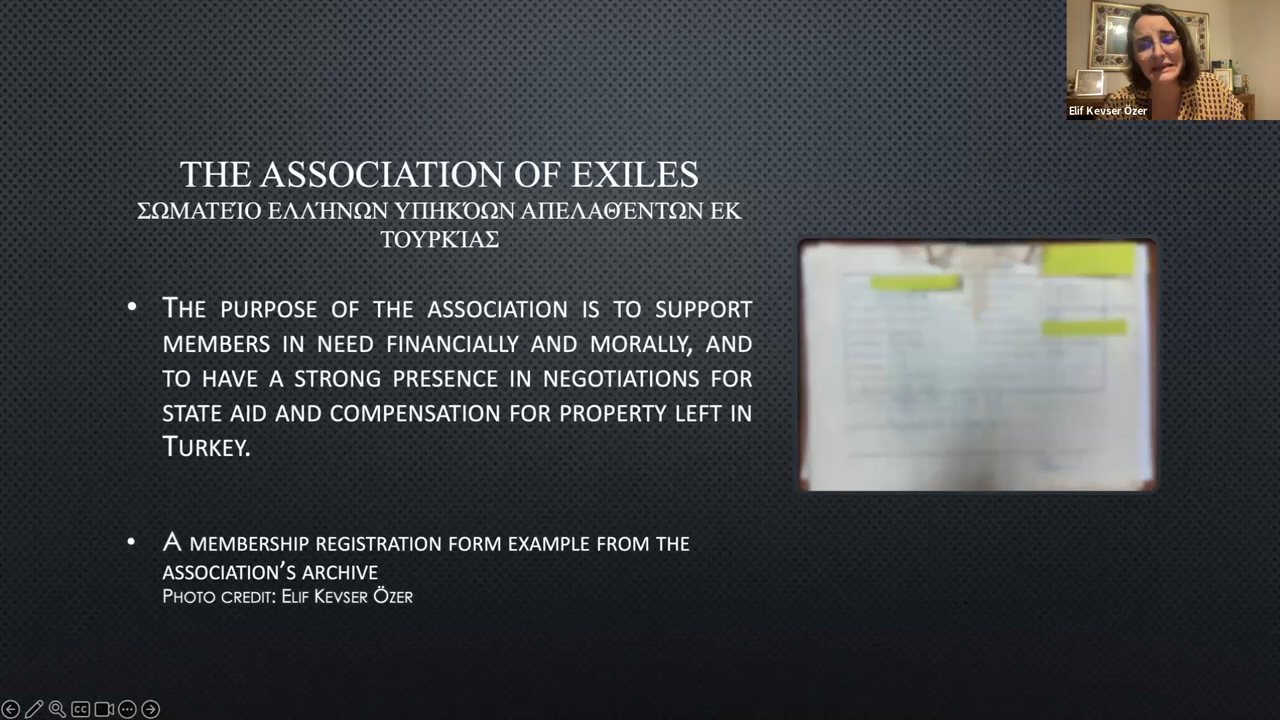 Elif Kevser Özer
THE ASSOCIATION OF EXILES
ΣΩΜΑΤΕΊΟ ΕΛΛΉΝΩΝ ΥΠΗΚΌΩΝ ΑΠΕΛΑΘΈΝΤΩΝ ΕΚ
ΤΟΥΡΚΊΑΣ
• THE PURPOSE OF THE ASSOCIATION IS TO SUPPORT
MEMBERS IN NEED FINANCIALLY AND MORALLY, AND
TO HAVE A STRONG PRESENCE IN NEGOTIATIONS FOR
STATE AID AND COMPENSATION FOR PROPERTY LEFT IN
TURKEY.
• A MEMBERSHIP REGISTRATION FORM EXAMPLE FROM THE
ASSOCIATION'S ARCHIVE
PHOTO CREDIT: ELIF KEVSER ÖZER
CC